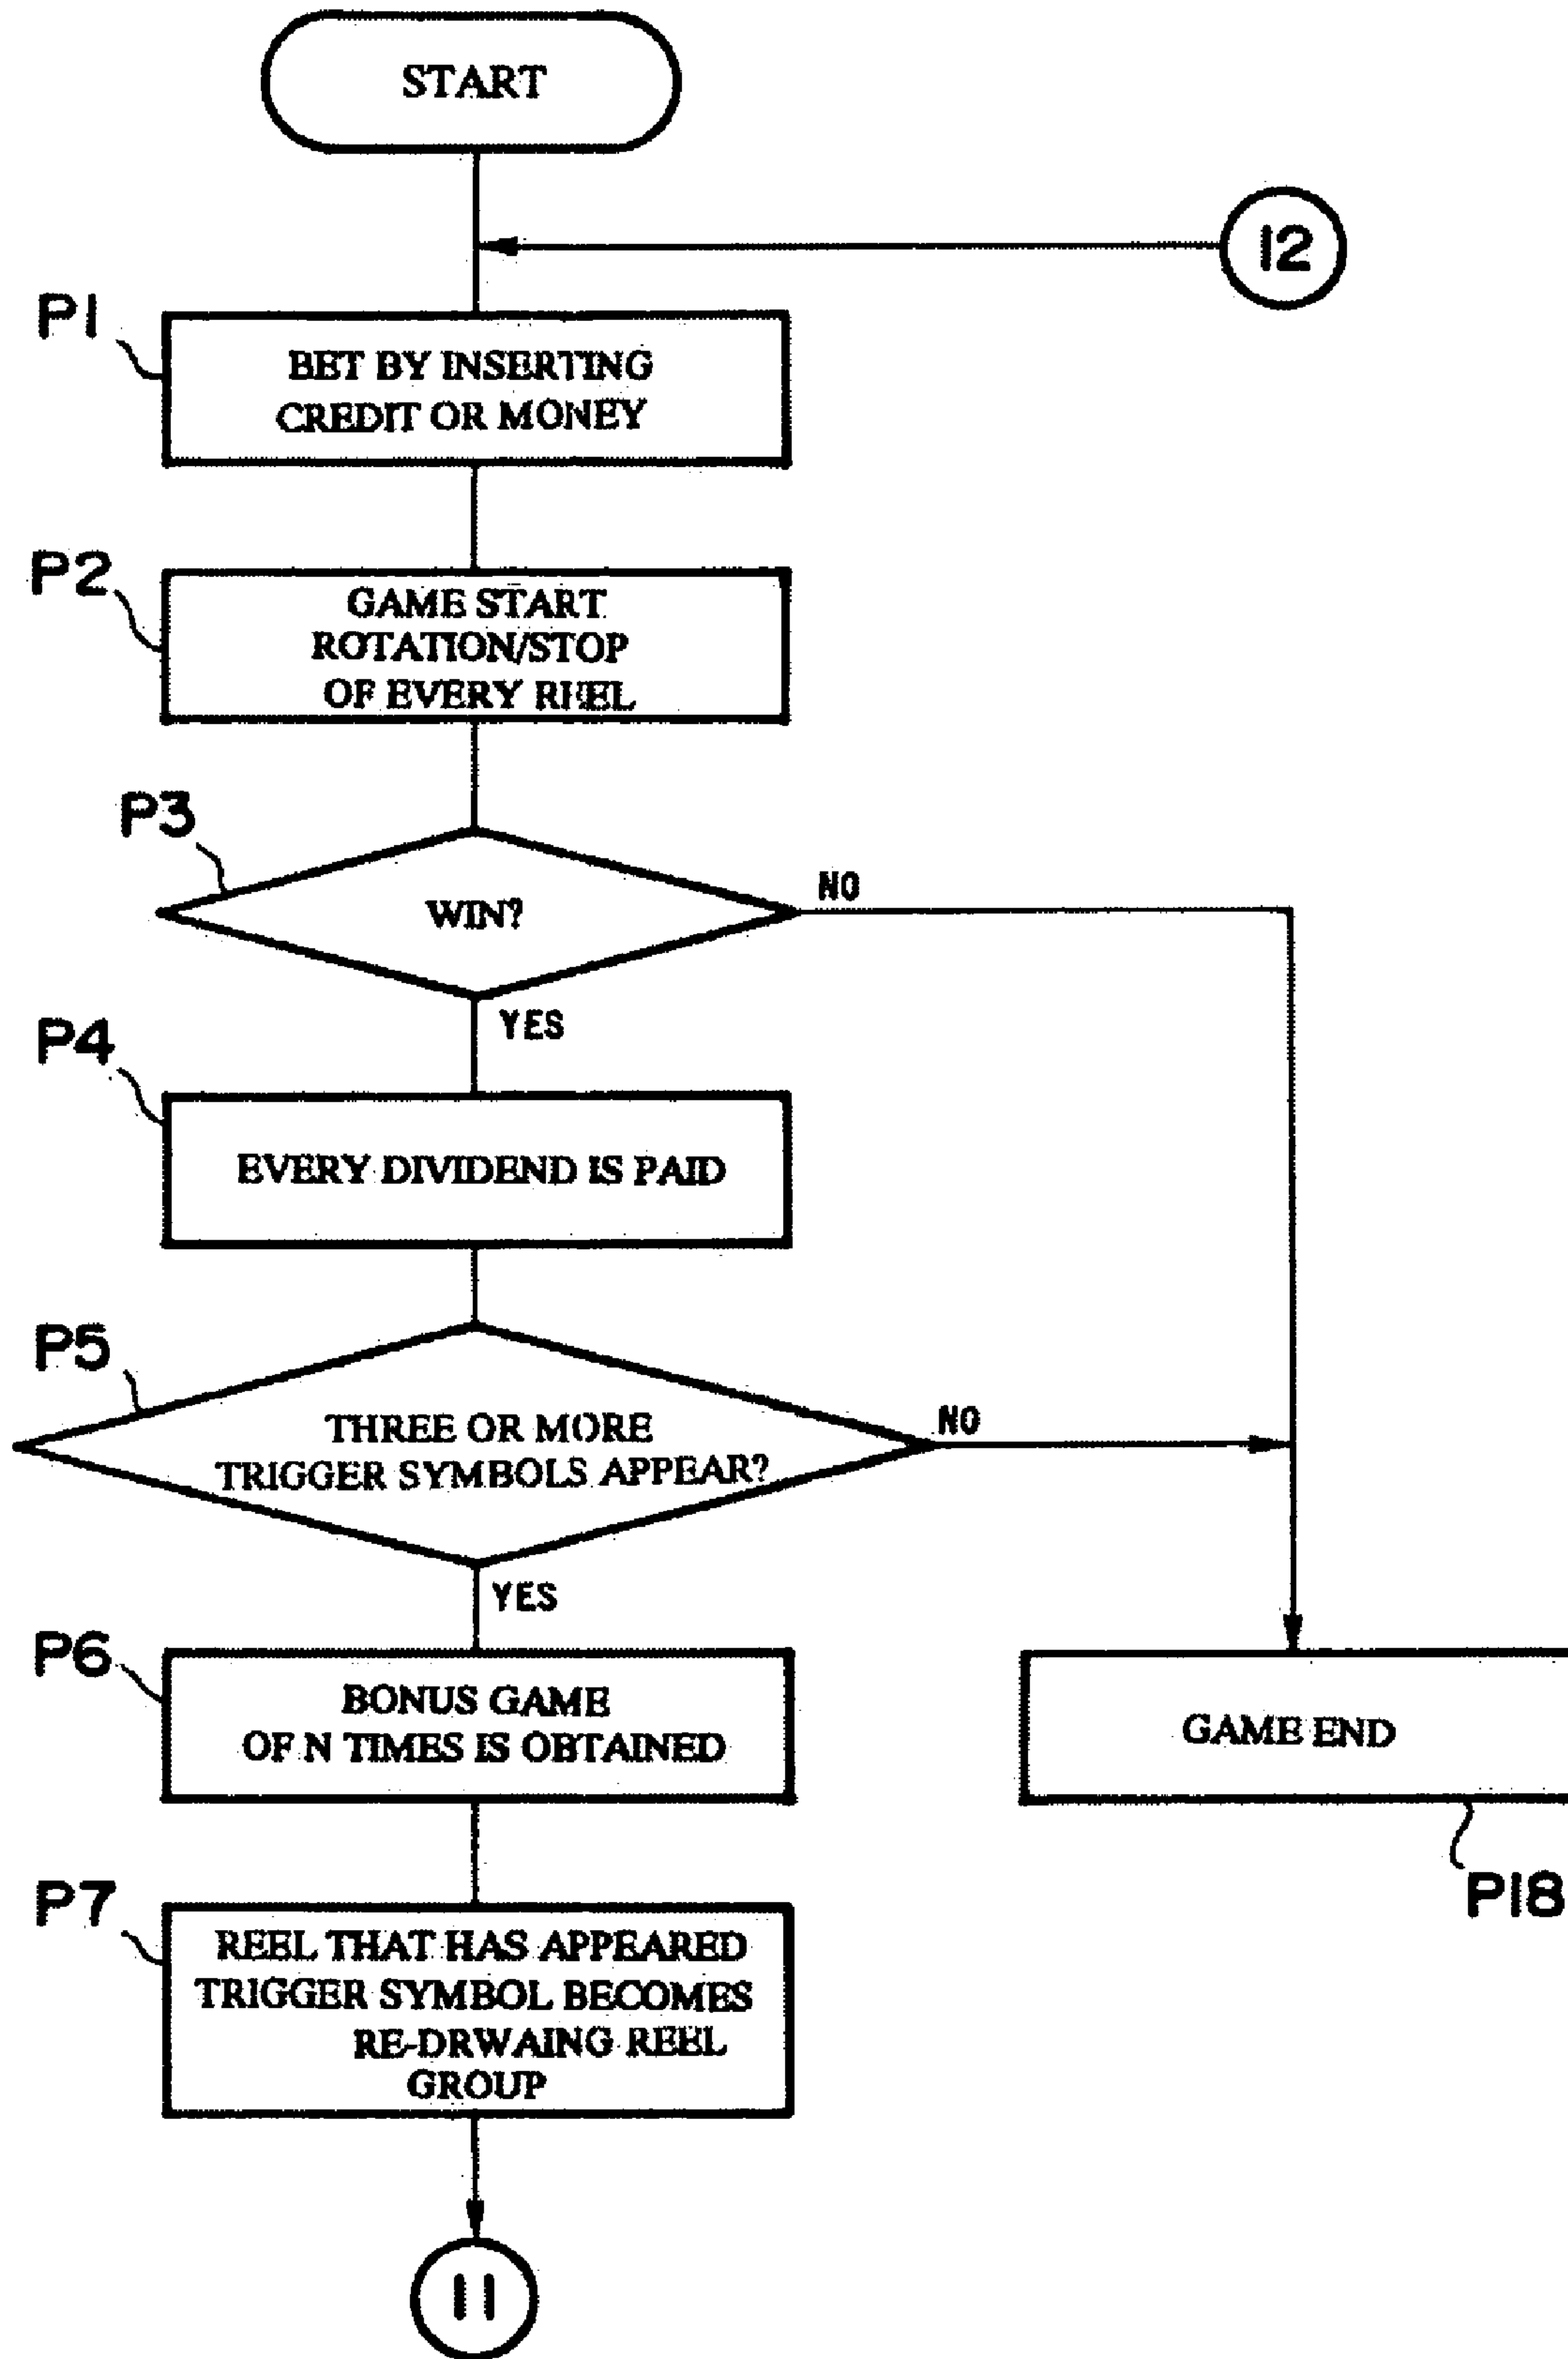 START
12
P1
BET BY INSERTING
CREDIT OR MONEY
P2
GAME START
ROTATION/STOP
OF EVERY REEL
P3
WIN?
NO
YES
P4
EVERY DIVIDEND IS PAID
P5
THREE OR MORE
TRIGGER SYMBOLS APPEAR?
NO
YES
P6
BONUS GAME
OF N TIMES IS OBTAINED
GAME END
P18
P7
REEL THAT HAS APPEARED
TRIGGER SYMBOL BECOMES
RE-DRWAING REEL
GROUP
11